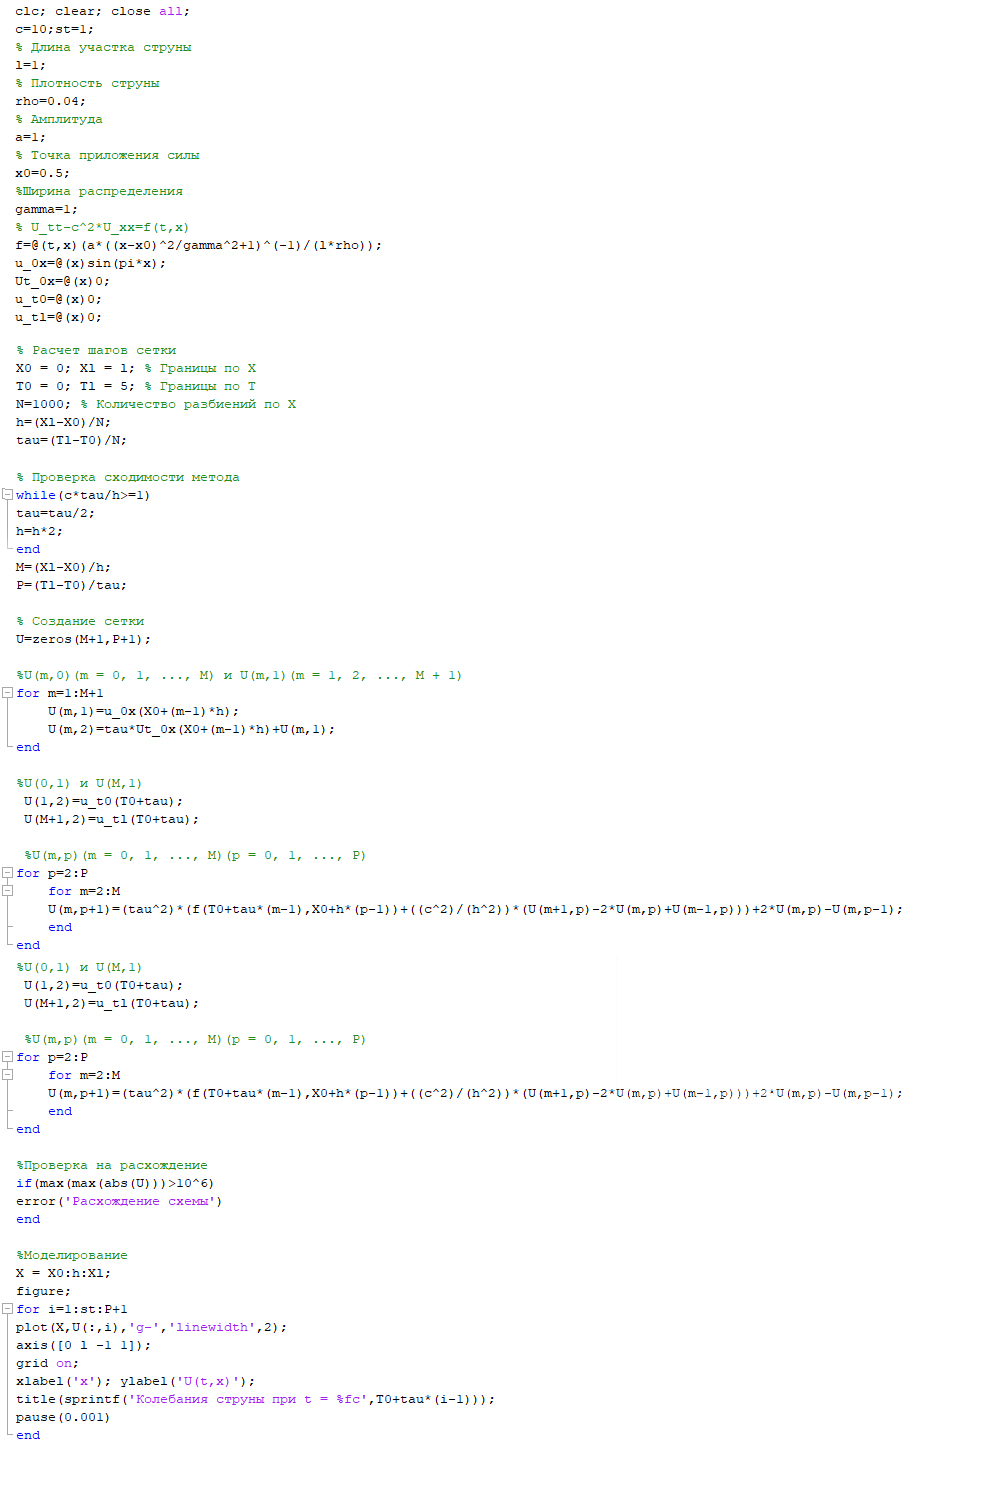 clc; clear; close all;
c=10;st=1;
% Длина участка струны
l=1;
% Плотность струны
rho=0.04;
% Амплитуда
a=1;
% Точка приложения силы
x0=0.5;
%Ширина распределения
gamma=1;
% U_tt-c^2*U_xx=f(t,x)
f=@(t,x)(a*((x-x0)^2/gamma^2+1)^(-1)/(l*rho));
u_0x=@(x)sin(pi*x);
Ut_0x=@(x)0;
u_t0=@(x)0;
u_tl=@(x)0;
% Расчет шагов сетки
X0 = 0; Xl = l; % Границы по X
T0 = 0; Tl = 5; % Границы по T
N=1000; % Количество разбиений по X
h=(Xl-X0)/N;
tau=(Tl-T0)/N;
% Проверка сходимости метода
while(c*tau/h>=1)
tau=tau/2;
h=h*2;
end
M=(Xl-X0)/h;
P=(Tl-T0)/tau;
% Создание сетки
U=zeros(M+1,P+1);
%U(m,0)(m = 0, 1, ..., M) и U(m,1)(m = 1, 2, ..., M + 1)
for m=1:M+1
U(m,1)=u_0x(X0+(m-1)*h);
U(m,2)=tau*Ut_0x(X0+(m-1)*h)+U(m,1);
end
%U(0,1) и U(M,1)
U(1,2)=u_t0(T0+tau);
U(M+1,2)=u_tl(T0+tau);
%U(m,p)(m = 0, 1, ..., M)(p = 0, 1, ..., P)
for p=2:P
for m=2:M
U(m,p+1)=(tau^2)*(f(T0+tau*(m-1),X0+h*(p-1))+((c^2)/(h^2))*(U(m+1,p)-2*U(m,p)+U(m-1,p)))+2*U(m,p)-U(m,p-1);
end
end
%U(0,1) и U(M,1)
U(1,2)=u_t0(T0+tau);
U(M+1,2)=u_tl(T0+tau);
%U(m,p)(m = 0, 1, ..., M)(p = 0, 1, ..., P)
for p=2:P
for m=2:M
U(m,p+1)=(tau^2)*(f(T0+tau*(m-1),X0+h*(p-1))+((c^2)/(h^2))*(U(m+1,p)-2*U(m,p)+U(m-1,p)))+2*U(m,p)-U(m,p-1);
end
end
%Проверка на расхождение
if(max(max(abs(U)))>10^6)
error('Расхождение схемы')
end
%Моделирование
X = X0:h:Xl;
figure;
for i=1:st:P+1
plot(X,U(:,i),'g-','linewidth',2);
axis([0 l -1 1]);
grid on;
xlabel('x'); ylabel('U(t,x)');
title(sprintf('Колебания струны при t = %fc',T0+tau*(i-1)));
pause(0.001)
end